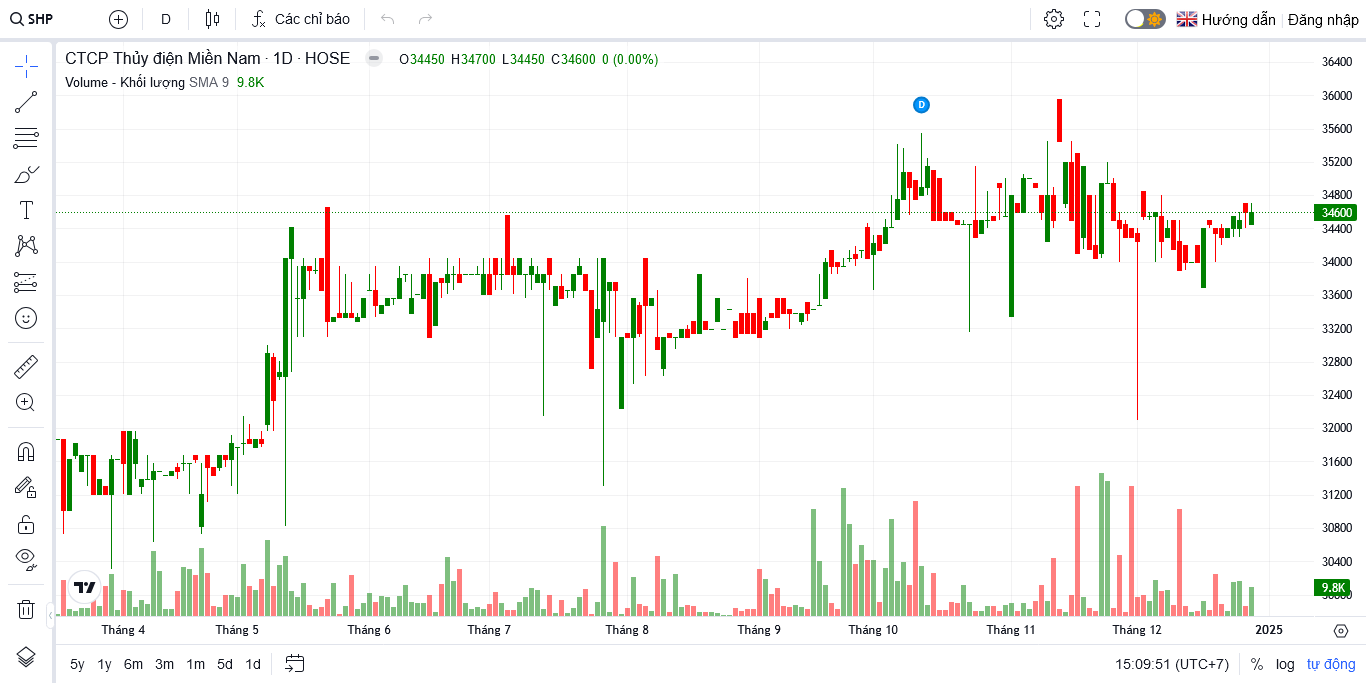 SHP D Các chỉ báo Hướng dẫn Đăng nhập
CTCP Thủy điện Miền Nam · 1D · HOSE O34450 H34700 L34450 C34600 0 (0.00%)
Volume - Khối lượng SMA 9 9.8K
D
36400
36000
35600
35200
34800
34600
34400
34000
33600
33200
32800
32400
32000
31600
31200
30800
30400
9.8K
Tháng 4 Tháng 5 Tháng 6 Tháng 7 Tháng 8 Tháng 9 Tháng 10 Tháng 11 Tháng 12 2025
5y 1y 6m 3m 1m 5d 1d 15:09:51 (UTC+7) % log tự động